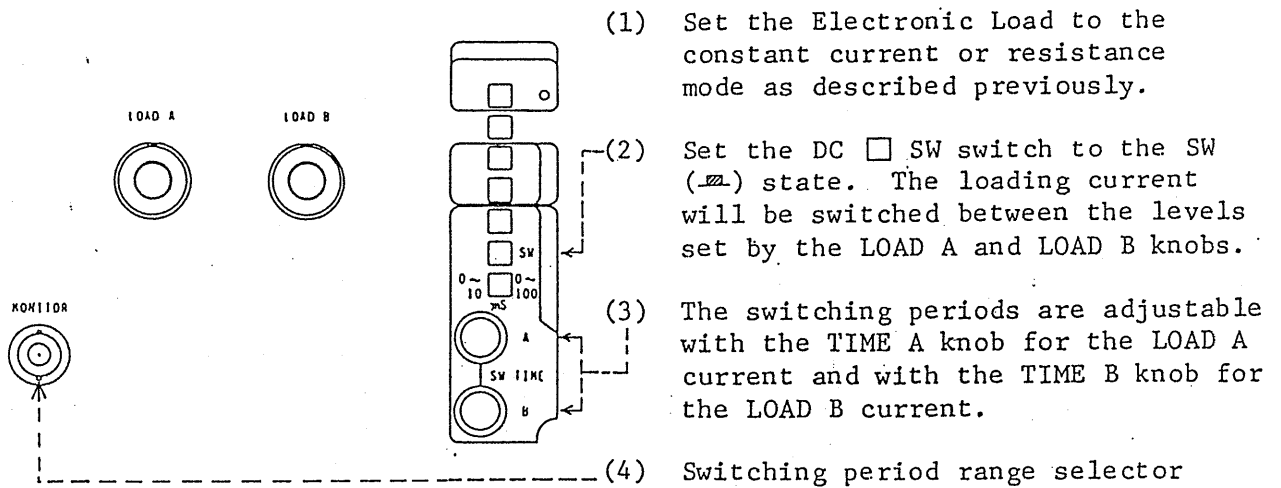 (1) Set the Electronic Load to the
constant current or resistance
mode as described previously.
LOAD A
LOAD B
(2) Set the DC □ SW switch to the SW
( ) state. The loading current
will be switched between the levels
set by the LOAD A and LOAD B knobs.
SW
0~ 10 0~ 100
mS
MONITOR
A
SW TIME
B
(3) The switching periods are adjustable
with the TIME A knob for the LOAD A
current and with the TIME B knob for
the LOAD B current.
(4) Switching period range selector